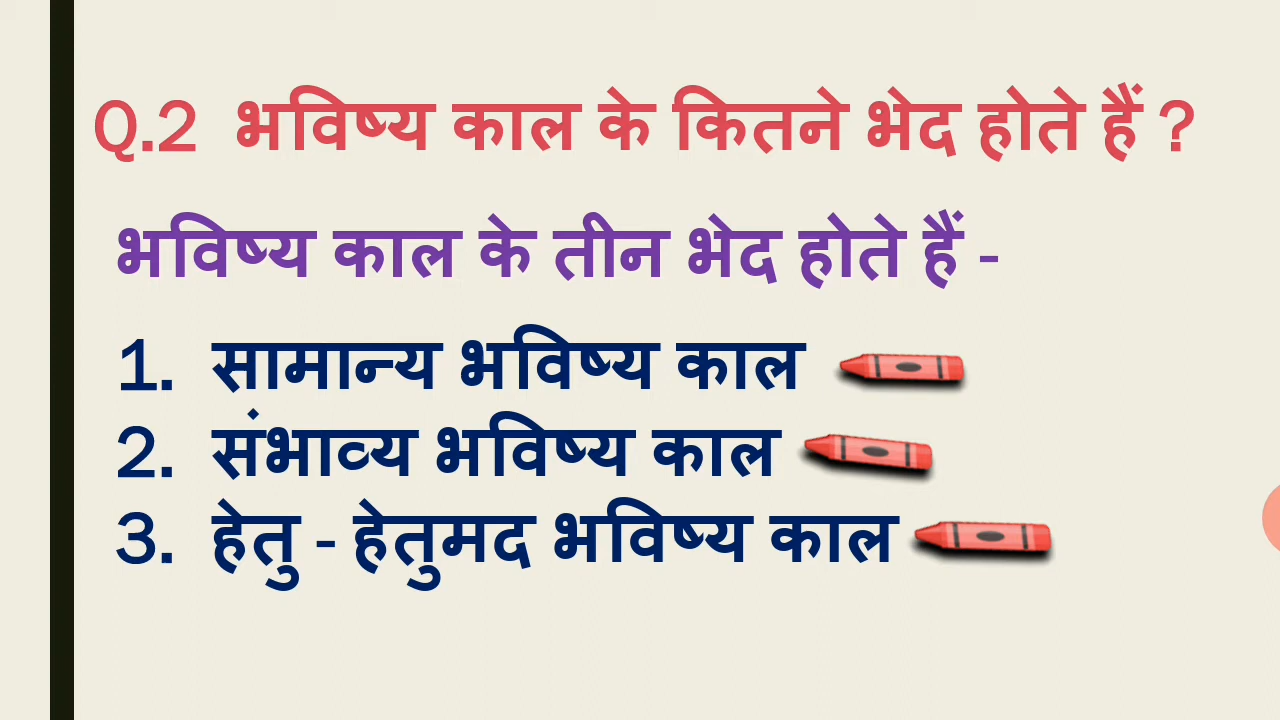 Q.2 भविष्य काल के कितने भेद होते हैं ?
भविष्य काल के तीन भेद होते हैं -
1. सामान्य भविष्य काल
2. संभाव्य भविष्य काल
3. हेतु - हेतुमद भविष्य काल